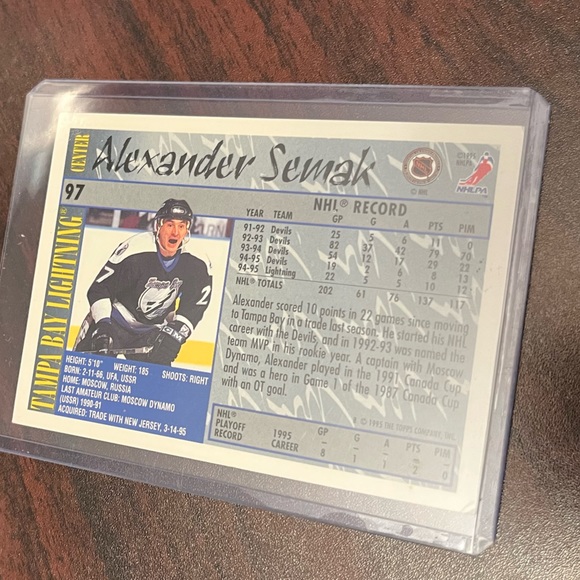 Alexander Semak
CENTER
97
TAMPA BAY LIGHTNING®
© NHL
NHLPA
NHL® RECORD
YEAR TEAM GP G A PTS PIM
91-92 Devils 25 5 6 11 0
92-93 Devils 82 37 42 79 70
93-94 Devils 54 12 17 29 22
94-95 Devils 19 2 6 8 13
94-95 Lightning 22 5 5 10 12
NHL® TOTALS 202 61 76 137 117
Alexander scored 10 points in 22 games since moving
to Tampa Bay in a trade last season. He started his NHL
career with the Devils, and in 1992-93 was named the
team MVP in his rookie year. A captain with Moscow
Dynamo, Alexander played in the 1991 Canada Cup
and was a hero in Game 1 of the 1987 Canada Cup
with an OT goal.
HEIGHT: 5'10" WEIGHT: 185 SHOOTS: RIGHT
BORN: 2-11-66, UFA, USSR
HOME: MOSCOW, RUSSIA
LAST AMATEUR CLUB: MOSCOW DYNAMO
(USSR) 1990-91
ACQUIRED: TRADE WITH NEW JERSEY, 3-14-95
© 1995 THE TOPPS COMPANY, INC.
NHL®
PLAYOFF
RECORD
GP G A PTS PIM
1995 – – – – –
CAREER 8 1 1 2 0